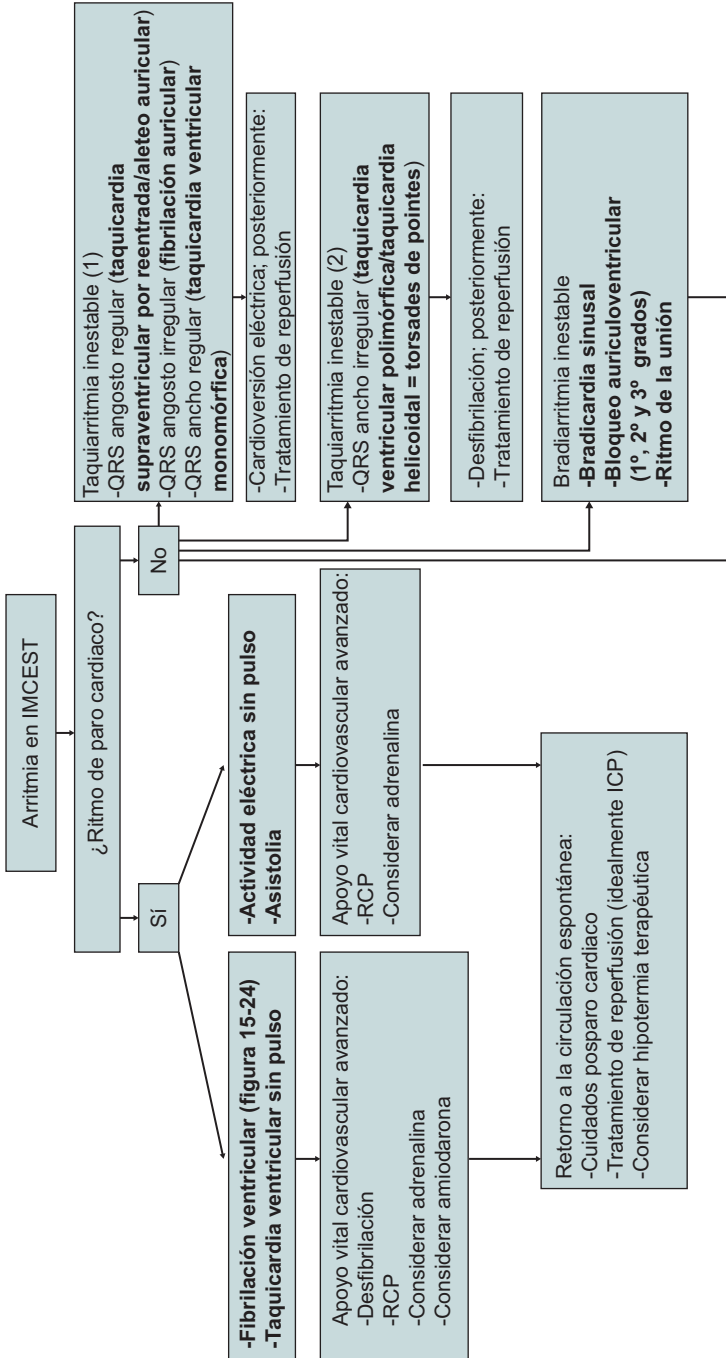 Arritmia en IMCEST
¿Ritmo de paro cardiaco?
Sí
No
-Fibrilación ventricular (figura 15-24)
-Taquicardia ventricular sin pulso
-Actividad eléctrica sin pulso
-Asistolia
Apoyo vital cardiovascular avanzado:
-Desfibrilación
-RCP
-Considerar adrenalina
-Considerar amiodarona
Apoyo vital cardiovascular avanzado:
-RCP
-Considerar adrenalina
Retorno a la circulación espontánea:
-Cuidados posparo cardiaco
-Tratamiento de reperfusión (idealmente ICP)
-Considerar hipotermia terapéutica
Taquiarritmia inestable (1)
-QRS angosto regular (taquicardia
supraventricular por reentrada/aleteo auricular)
-QRS angosto irregular (fibrilación auricular)
-QRS ancho regular (taquicardia ventricular
monomórfica)
-Cardioversión eléctrica; posteriormente:
-Tratamiento de reperfusión
Taquiarritmia inestable (2)
-QRS ancho irregular (taquicardia
ventricular polimórfica/taquicardia
helicoidal = torsades de pointes)
-Desfibrilación; posteriormente:
-Tratamiento de reperfusión
Bradiarritmia inestable
-Bradicardia sinusal
-Bloqueo auriculoventricular
(1º, 2º y 3º grados)
-Ritmo de la unión